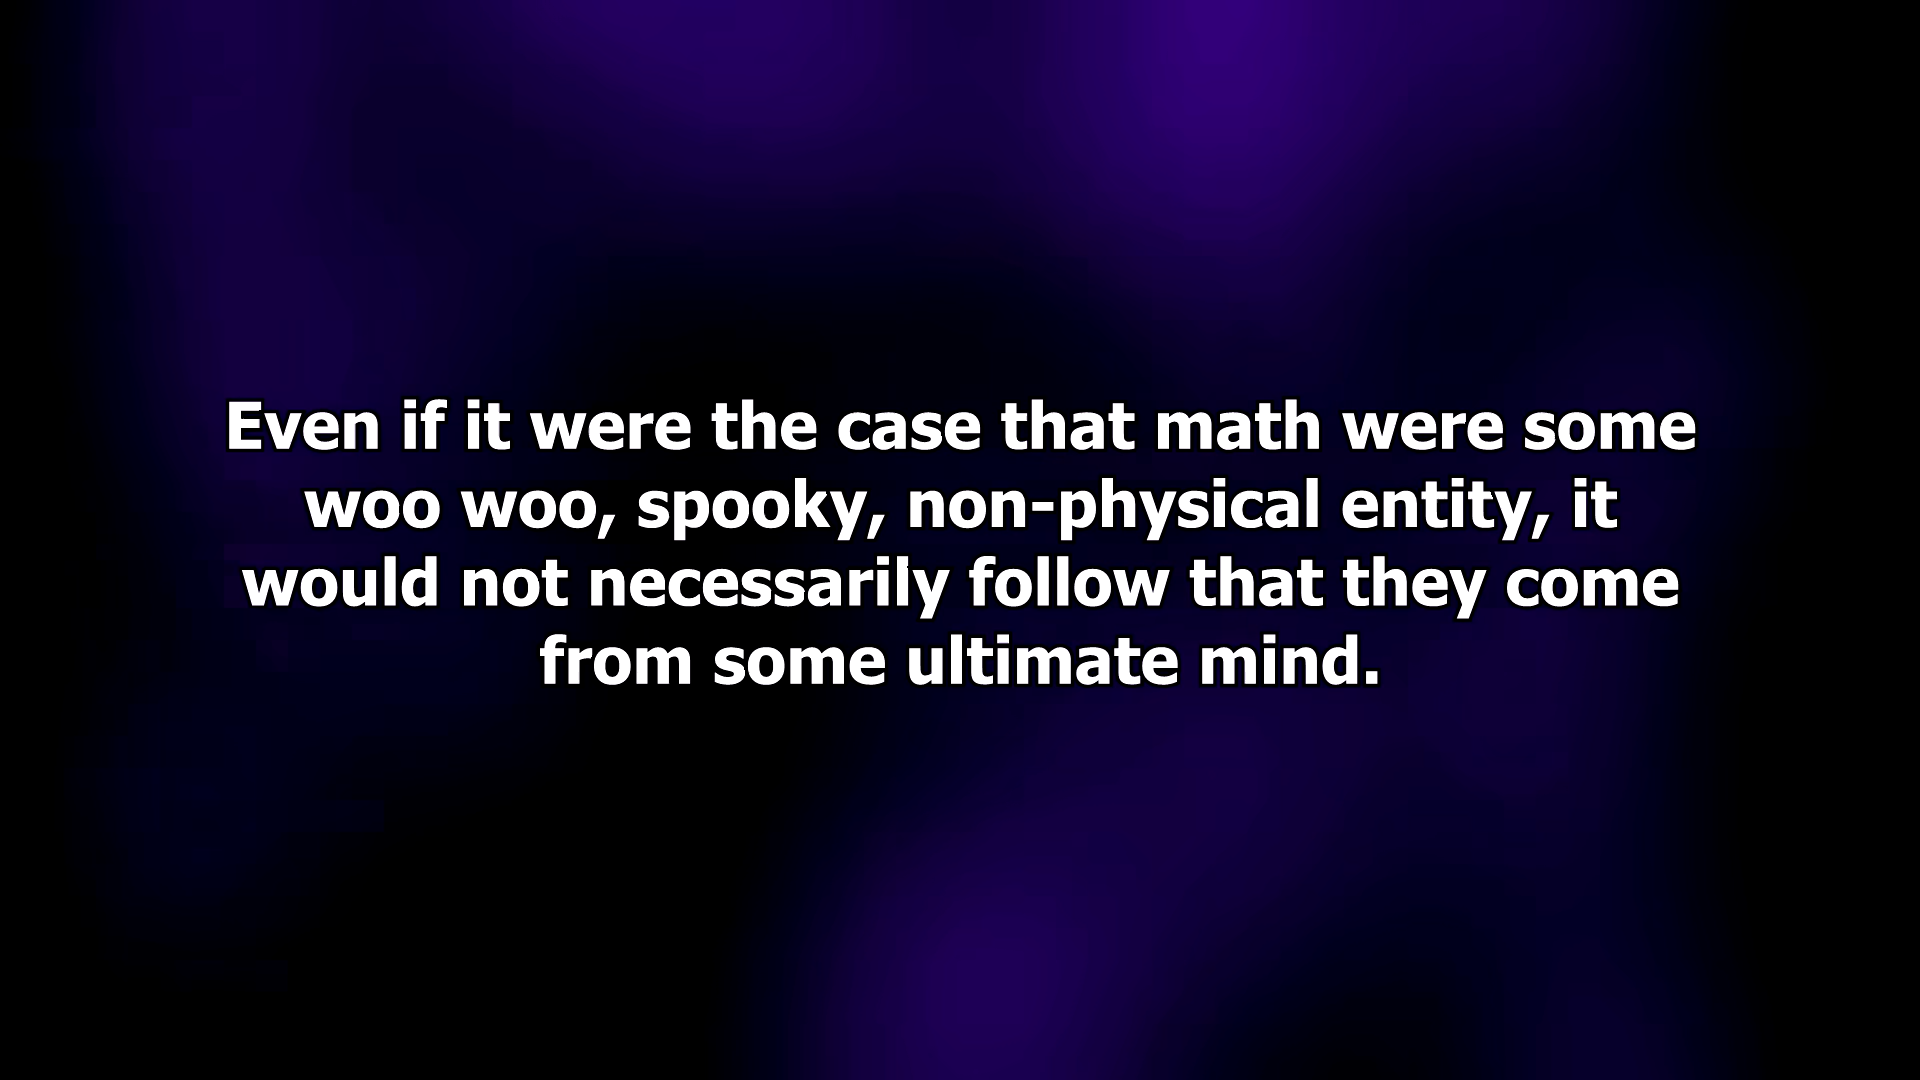 Even if it were the case that math were some
woo woo, spooky, non-physical entity, it
would not necessarily follow that they come
from some ultimate mind.